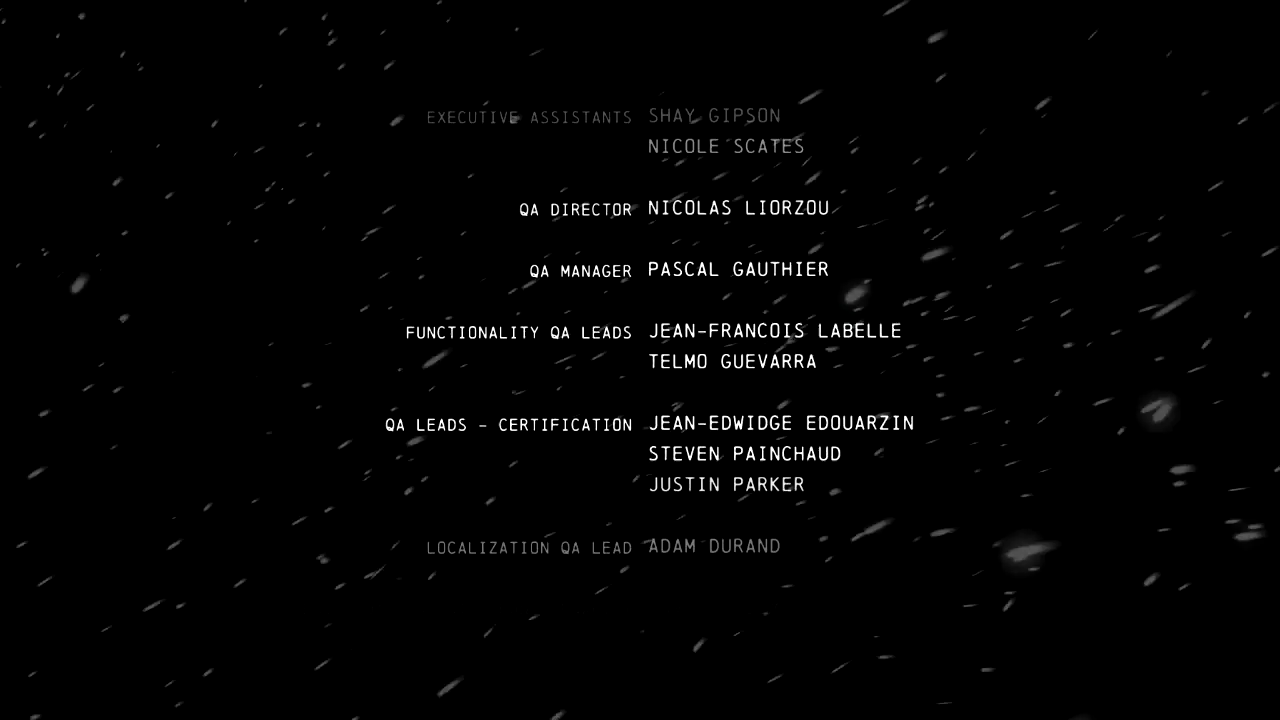 EXECUTIVE ASSISTANTS SHAY GIPSON
NICOLE SCATES
QA DIRECTOR NICOLAS LIORZOU
QA MANAGER PASCAL GAUTHIER
FUNCTIONALITY QA LEADS JEAN-FRANCOIS LABELLE
TELMO GUEVARRA
QA LEADS - CERTIFICATION JEAN-EDWIDGE EDOUARZIN
STEVEN PAINCHAUD
JUSTIN PARKER
LOCALIZATION QA LEAD ADAM DURAND